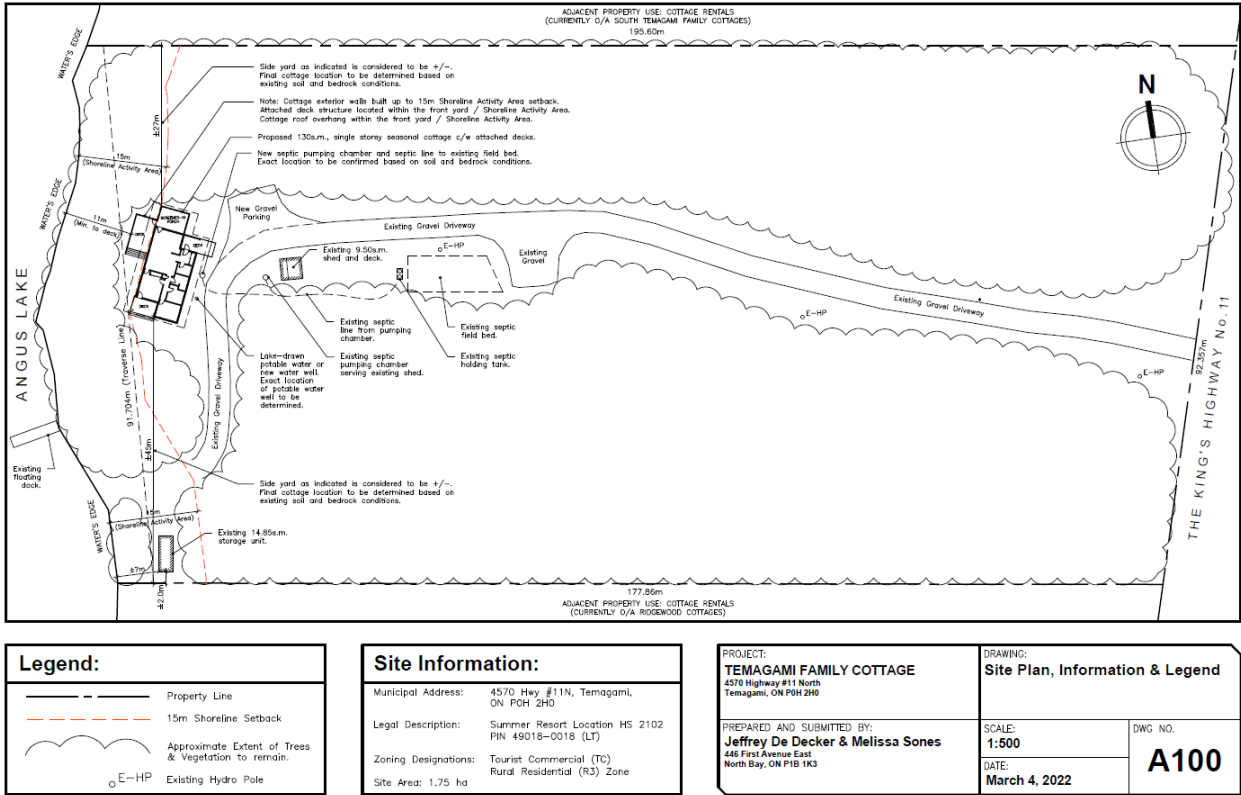 ADJACENT PROPERTY USE: COTTAGE RENTALS
(CURRENTLY O/A SOUTH TEMAGAMI FAMILY COTTAGES)
195.60m
WATER'S EDGE
Side yard as indicated is considered to be +/-.
Final cottage location to be determined based on
existing soil and bedrock conditions.
Note: Cottage exterior walls built up to 15m Shoreline Activity Area setback.
Attached deck structure located within the front yard / Shoreline Activity Area.
Cottage roof overhang within the front yard / Shoreline Activity Area.
Proposed 130s.m., single storey seasonal cottage c/w attached decks.
New septic pumping chamber and septic line to existing field bed.
Exact location to be confirmed based on soil and bedrock conditions.
N
±27m
15m
(Shoreline Activity Area)
WATER'S EDGE
11m
(Min. to deck)
SCREENED-IN
PORCH
DECK
DECK
DECK
New Gravel
Parking
Existing Gravel Driveway
E-HP
Existing
Gravel
Existing 9.50s.m.
shed and deck.
Existing Gravel Driveway
E-HP
E-HP
ANGUS LAKE
Existing septic
line from pumping
chamber.
Existing septic
field bed.
Lake-drawn
potable water or
new water well.
Exact location
of potable water
well to be
determined.
Existing septic
pumping chamber
serving existing shed.
Existing septic
holding tank.
91.704m (Traverse Line)
Existing Gravel Driveway
92.357m
THE KING'S HIGHWAY No.11
±45m
Existing
floating
dock.
Side yard as indicated is considered to be +/-.
Final cottage location to be determined based on
existing soil and bedrock conditions.
WATER'S EDGE
15m
(Shoreline Activity Area)
Existing 14.85s.m.
storage unit.
±7m
±2.0m
177.86m
ADJACENT PROPERTY USE: COTTAGE RENTALS
(CURRENTLY O/A RIDGEWOOD COTTAGES)
Legend:
Property Line
15m Shoreline Setback
Approximate Extent of Trees
& Vegetation to remain.
E-HP Existing Hydro Pole
Site Information:
Municipal Address: 4570 Hwy #11N, Temagami,
ON P0H 2H0
Legal Description: Summer Resort Location HS 2102
PIN 49018-0018 (LT)
Zoning Designations: Tourist Commercial (TC)
Rural Residential (R3) Zone
Site Area: 1.75 ha
PROJECT:
TEMAGAMI FAMILY COTTAGE
4570 Highway #11 North
Temagami, ON P0H 2H0
PREPARED AND SUBMITTED BY:
Jeffrey De Decker & Melissa Sones
446 First Avenue East
North Bay, ON P1B 1K3
DRAWING:
Site Plan, Information & Legend
SCALE:
1:500
DATE:
March 4, 2022
DWG NO.
A100